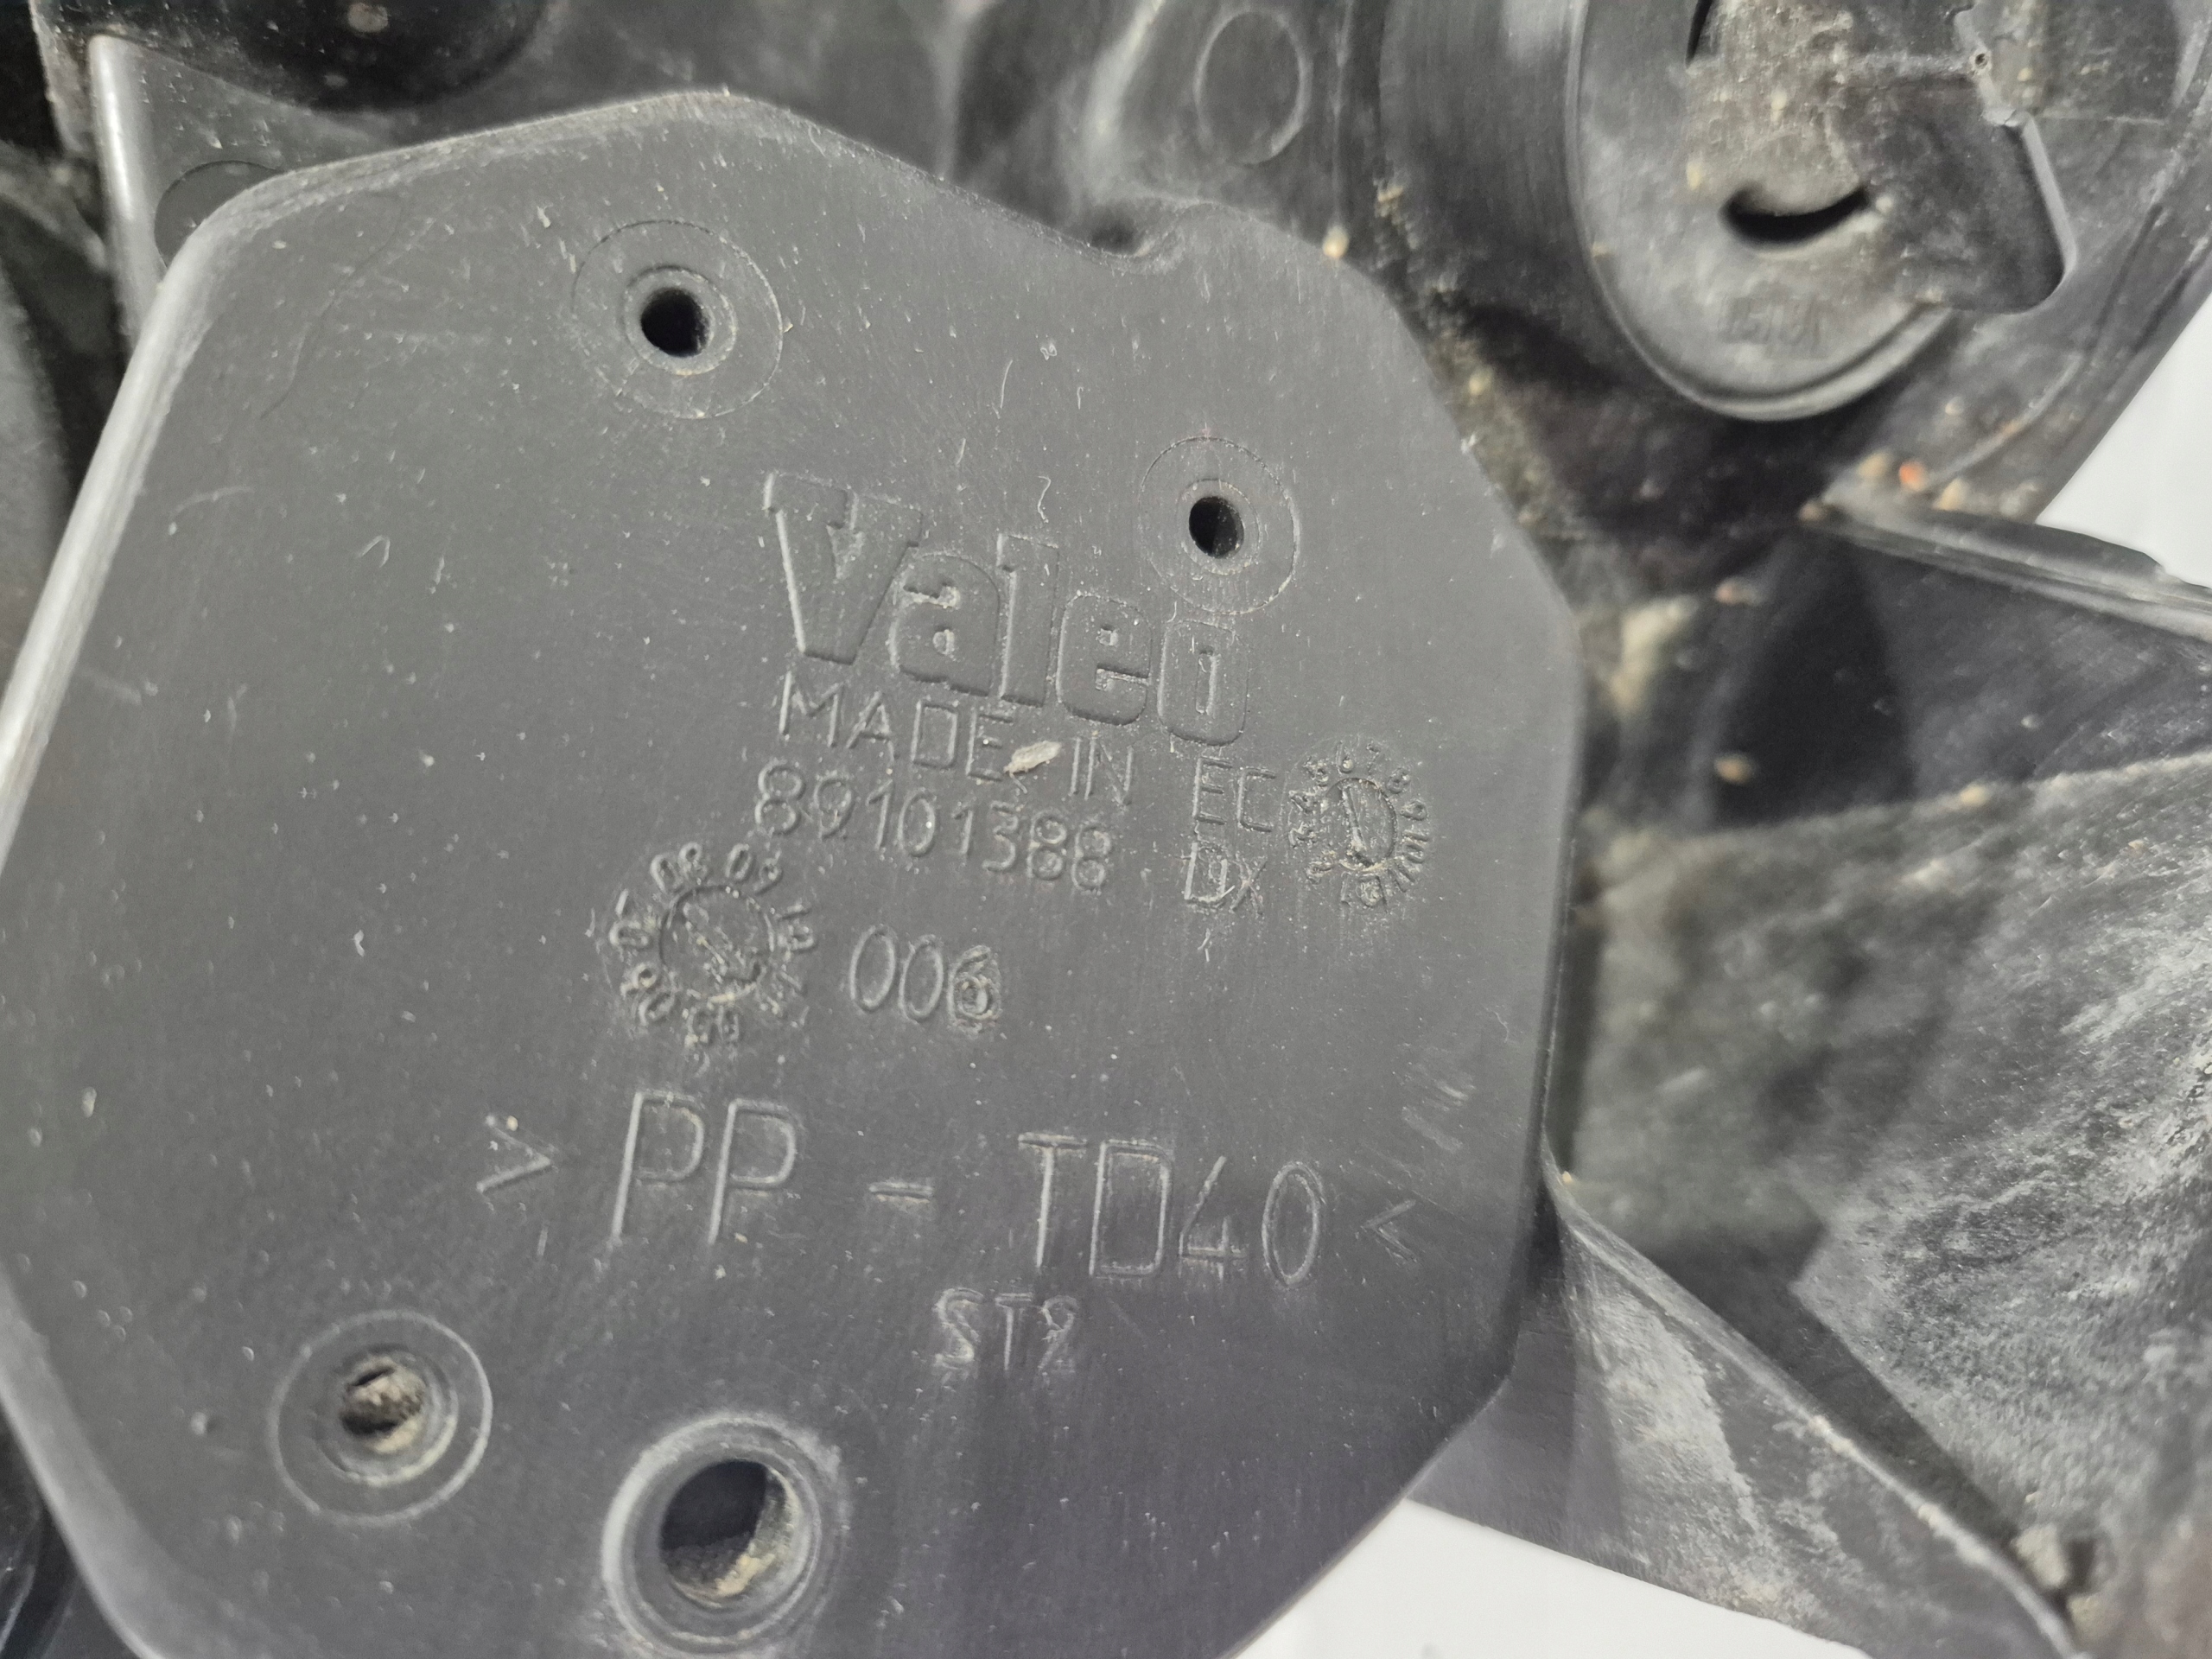 Valeo
MADE IN EC
89101388 DX
006
>PP - TD40<
ST2